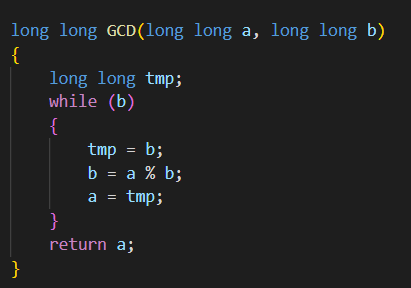 long long GCD(long long a, long long b)
{
    long long tmp;
    while (b)
    {
        tmp = b;
        b = a % b;
        a = tmp;
    }
    return a;
}